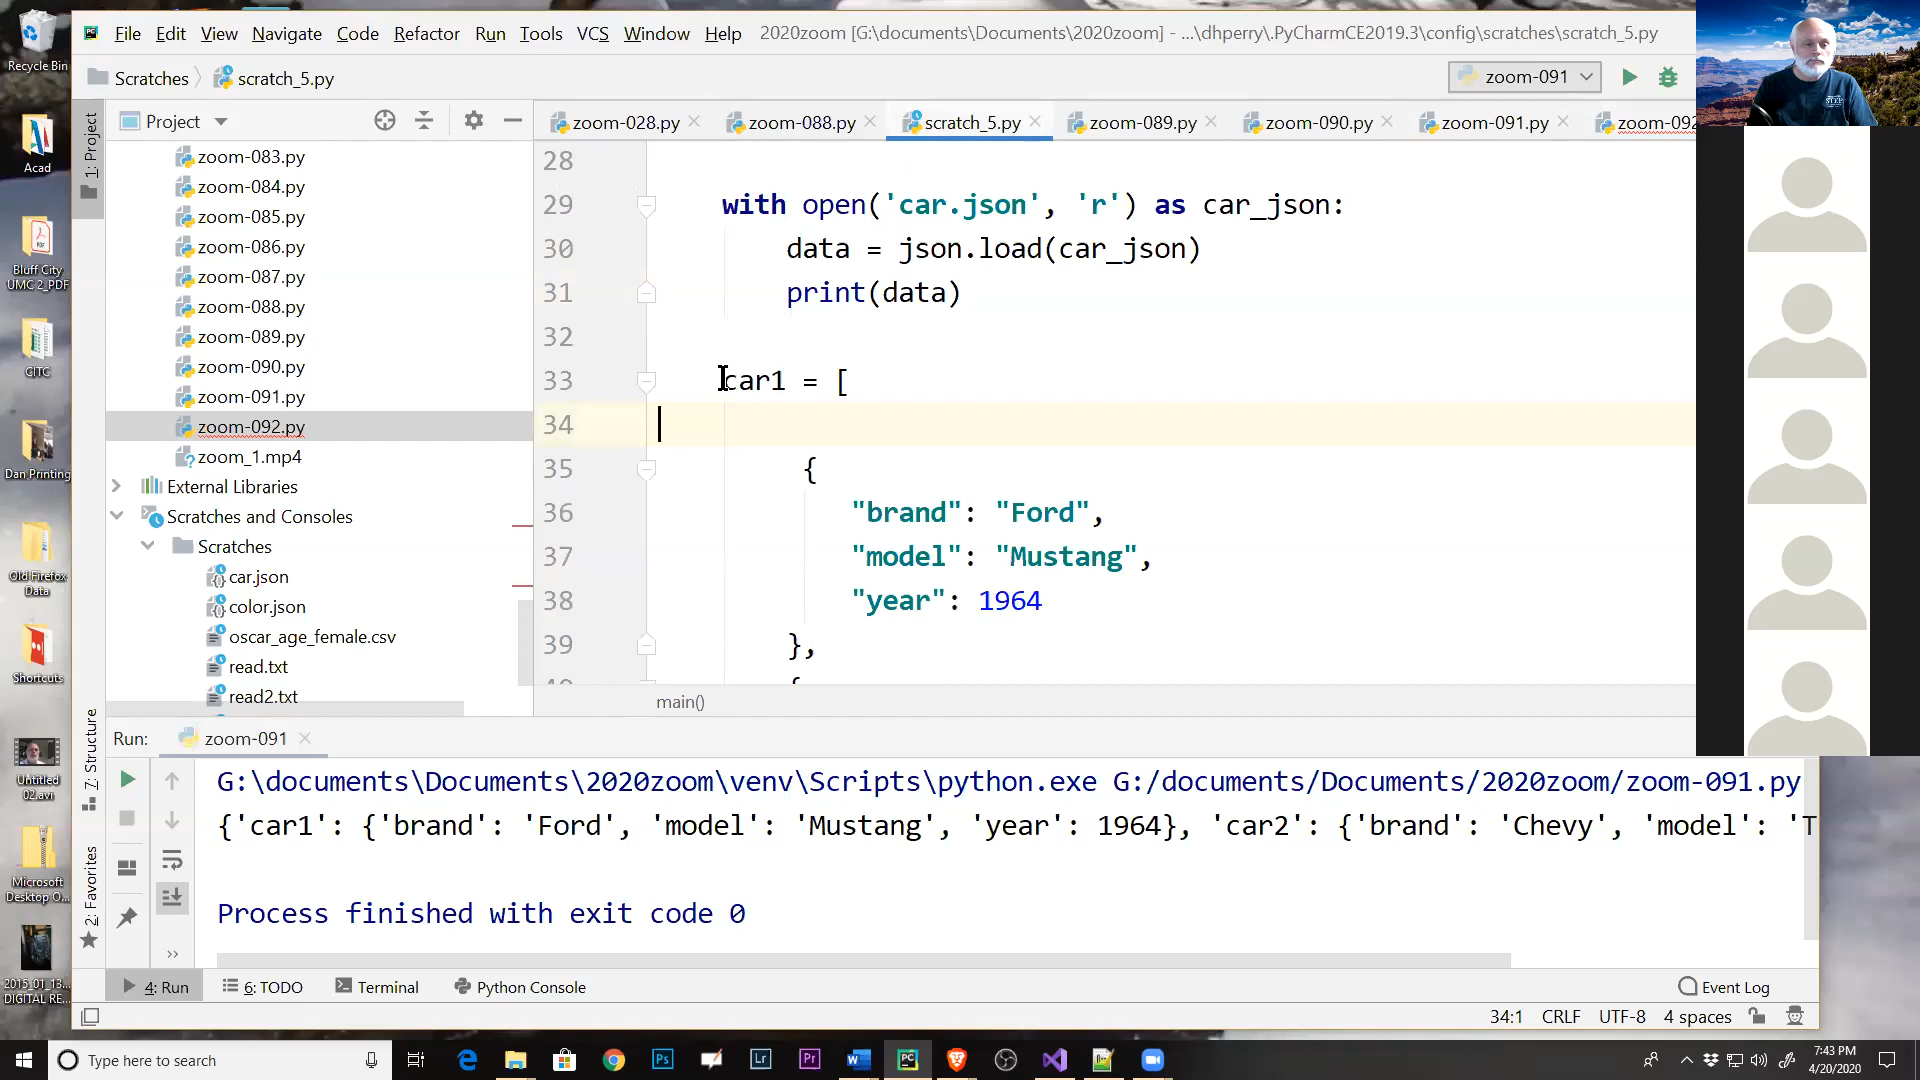 Recycle Bin
Acad
Bluff City
UMC 2_PDF
CITC
Dan Printing
Old Firefox
Data
Shortcuts
Untitled
02.avi
Microsoft
Desktop O...
2015_01_13...
DIGITAL RE...
File Edit View Navigate Code Refactor Run Tools VCS Window Help 2020zoom [G:\documents\Documents\2020zoom] - ...\dhperry\.PyCharmCE2019.3\config\scratches\scratch_5.py
Scratches scratch_5.py zoom-091
1: Project
Project
zoom-028.py zoom-088.py scratch_5.py zoom-089.py zoom-090.py zoom-091.py zoom-092
zoom-083.py
zoom-084.py
zoom-085.py
zoom-086.py
zoom-087.py
zoom-088.py
zoom-089.py
zoom-090.py
zoom-091.py
zoom-092.py
zoom_1.mp4
External Libraries
Scratches and Consoles
Scratches
car.json
color.json
oscar_age_female.csv
read.txt
read2.txt
28
29 with open('car.json', 'r') as car_json:
30 data = json.load(car_json)
31 print(data)
32
33 car1 = [
34
35 {
36 "brand": "Ford",
37 "model": "Mustang",
38 "year": 1964
39 },
main()
7: Structure
2: Favorites
Run: zoom-091
G:\documents\Documents\2020zoom\venv\Scripts\python.exe G:/documents/Documents/2020zoom/zoom-091.py
{'car1': {'brand': 'Ford', 'model': 'Mustang', 'year': 1964}, 'car2': {'brand': 'Chevy', 'model': 'T
Process finished with exit code 0
4: Run 6: TODO Terminal Python Console Event Log
34:1 CRLF UTF-8 4 spaces
Type here to search
7:43 PM
4/20/2020